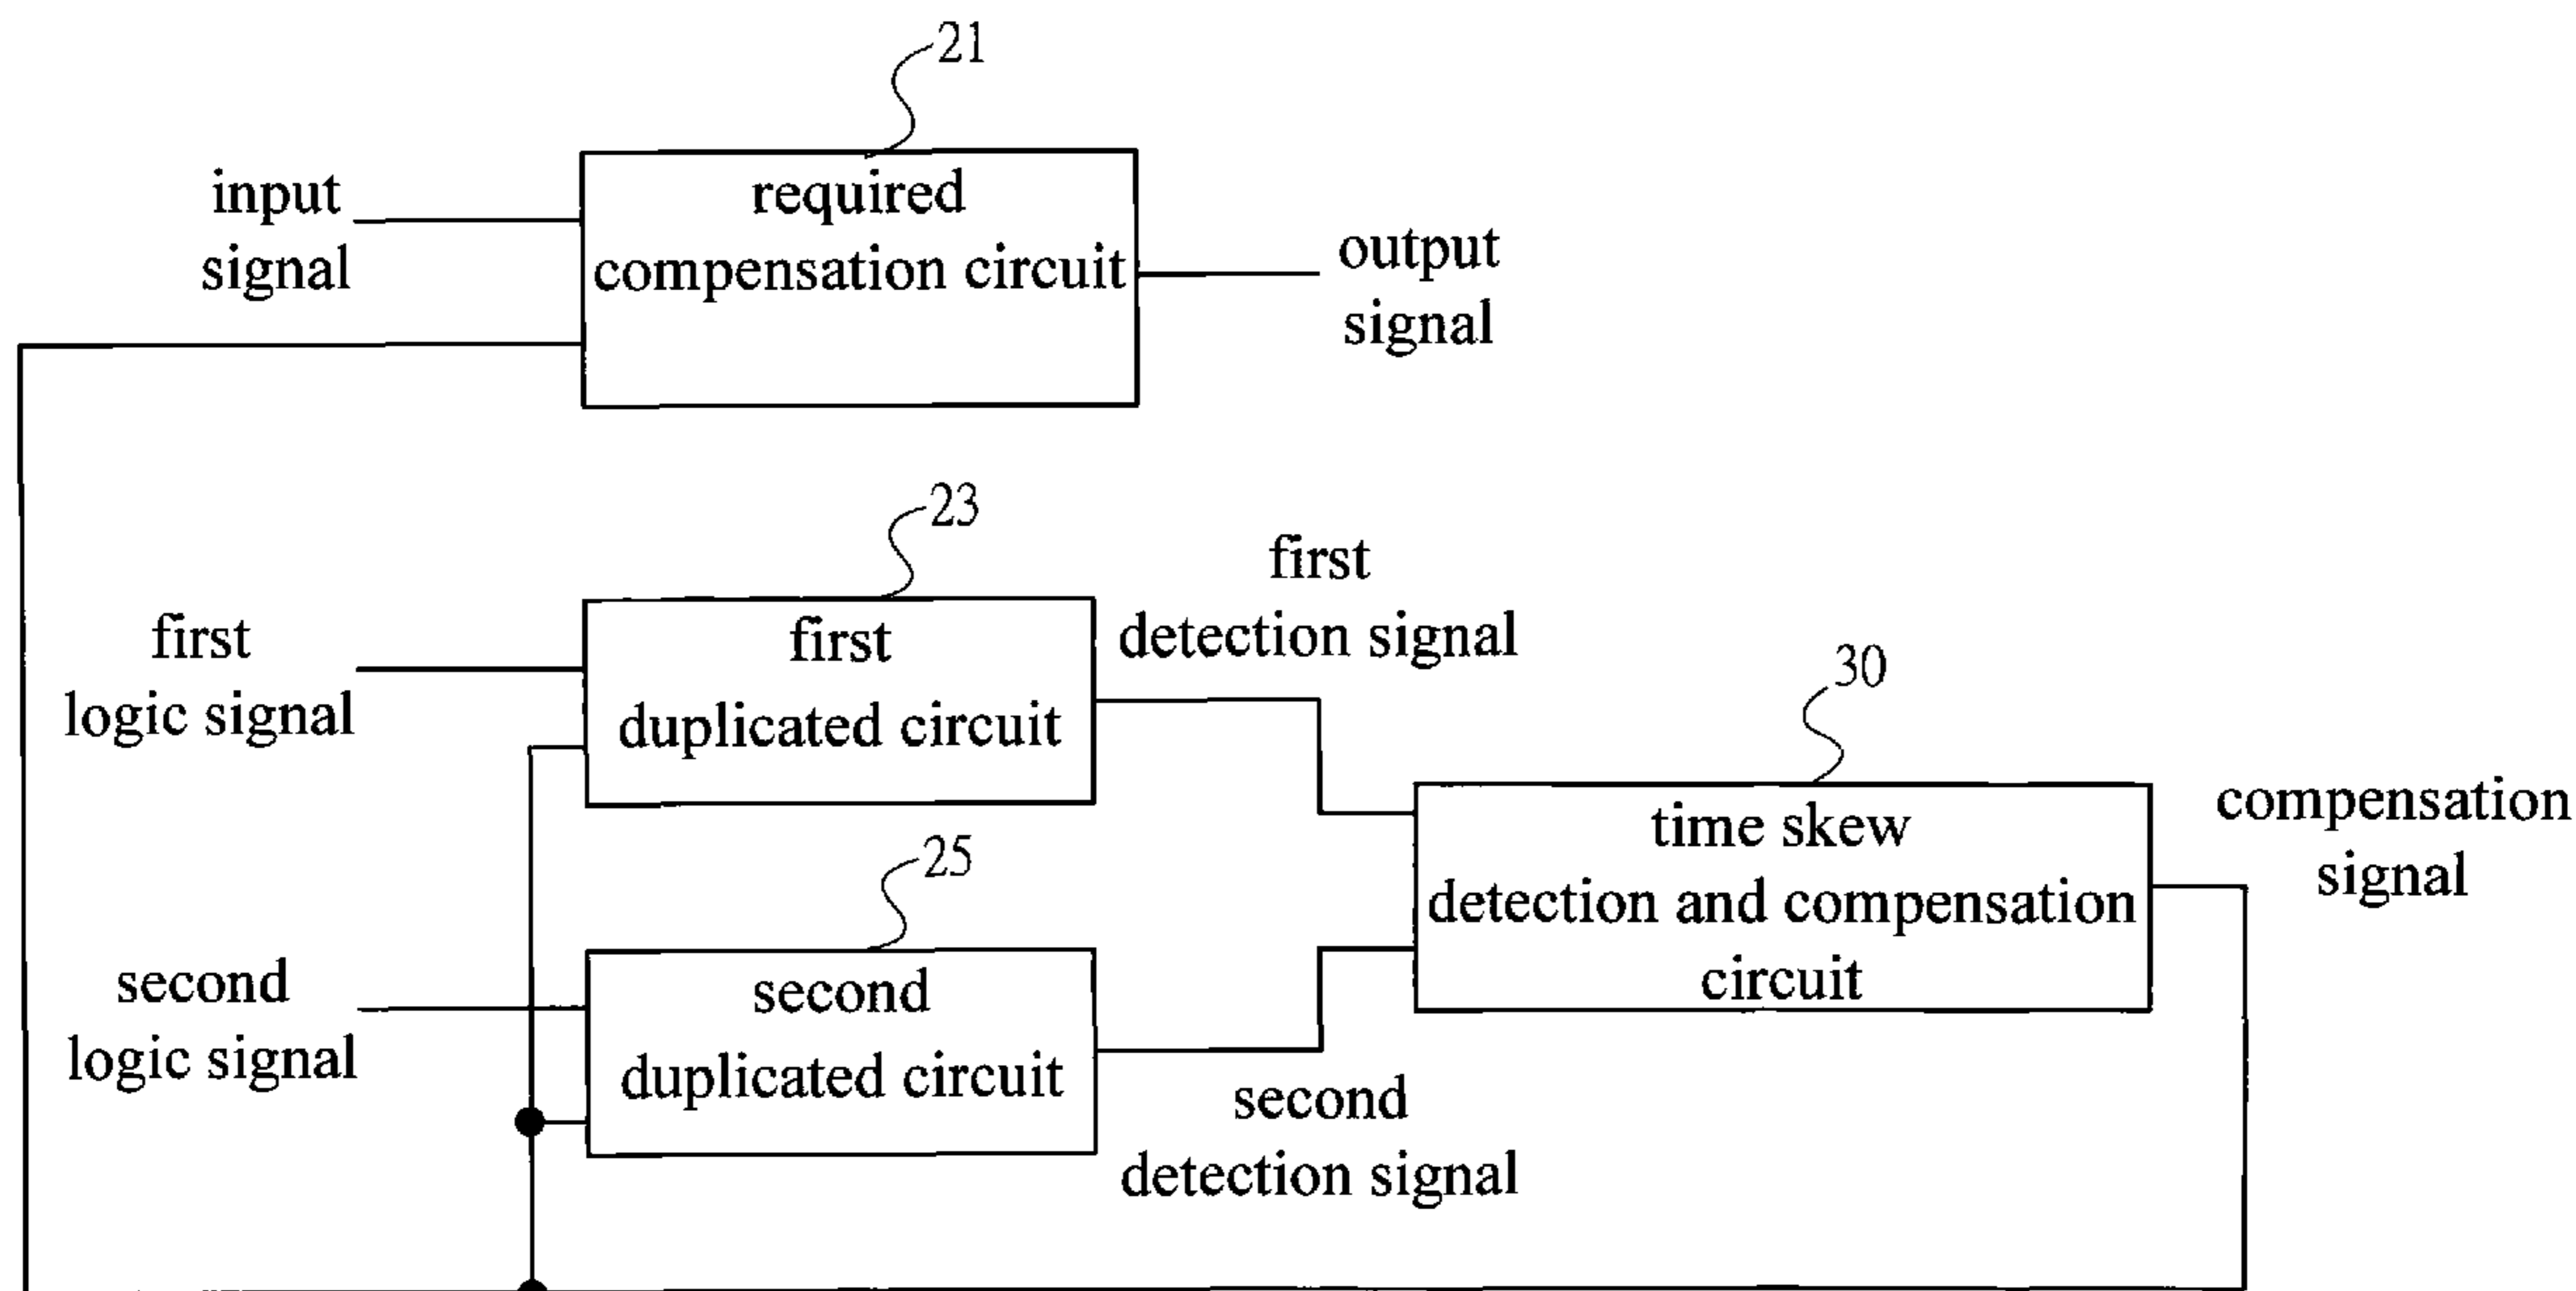 21
input
signal
required
compensation circuit
output
signal
23
first
logic signal
first
duplicated circuit
first
detection signal
30
time skew
detection and compensation
circuit
compensation
signal
25
second
logic signal
second
duplicated circuit
second
detection signal